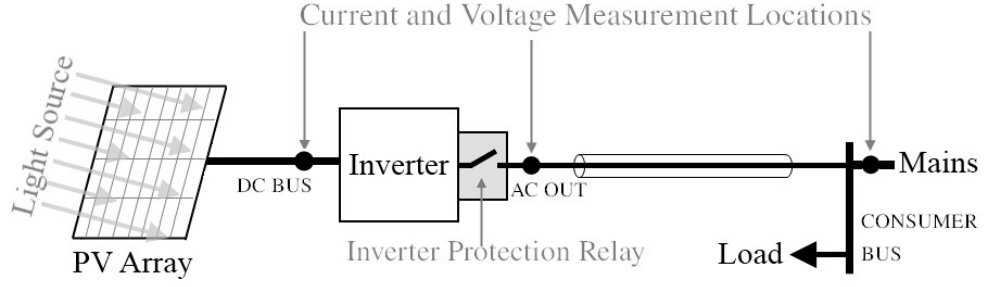 Current and Voltage Measurement Locations
Light Source
Inverter
Mains
DC BUS
AC OUT
CONSUMER
BUS
Inverter Protection Relay
Load
PV Array